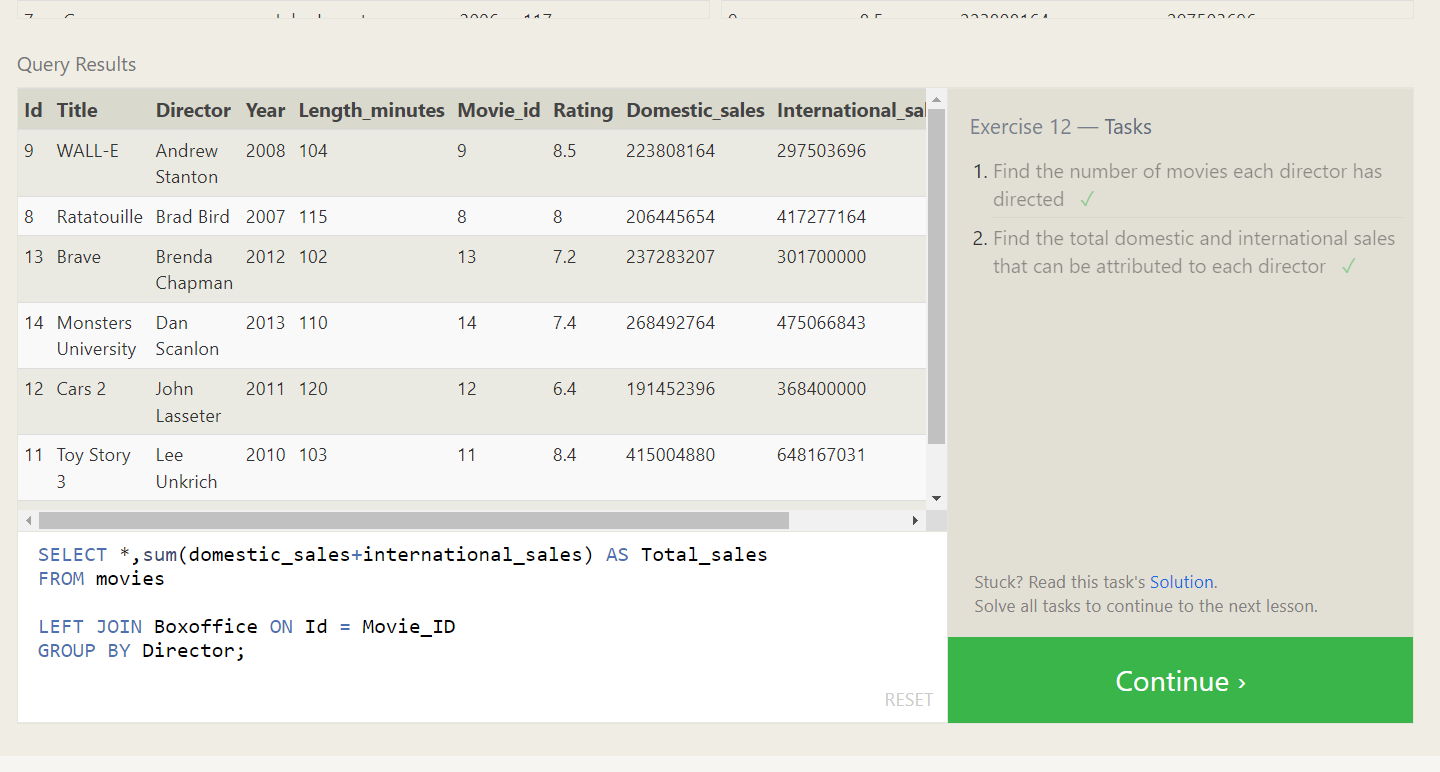 Query Results
Id Title Director Year Length_minutes Movie_id Rating Domestic_sales International_sal
9 WALL-E Andrew Stanton 2008 104 9 8.5 223808164 297503696
8 Ratatouille Brad Bird 2007 115 8 8 206445654 417277164
13 Brave Brenda Chapman 2012 102 13 7.2 237283207 301700000
14 Monsters University Dan Scanlon 2013 110 14 7.4 268492764 475066843
12 Cars 2 John Lasseter 2011 120 12 6.4 191452396 368400000
11 Toy Story 3 Lee Unkrich 2010 103 11 8.4 415004880 648167031
SELECT *,sum(domestic_sales+international_sales) AS Total_sales
FROM movies
LEFT JOIN Boxoffice ON Id = Movie_ID
GROUP BY Director;
RESET
Exercise 12 — Tasks
1. Find the number of movies each director has
directed ✓
2. Find the total domestic and international sales
that can be attributed to each director ✓
Stuck? Read this task's Solution.
Solve all tasks to continue to the next lesson.
Continue ›